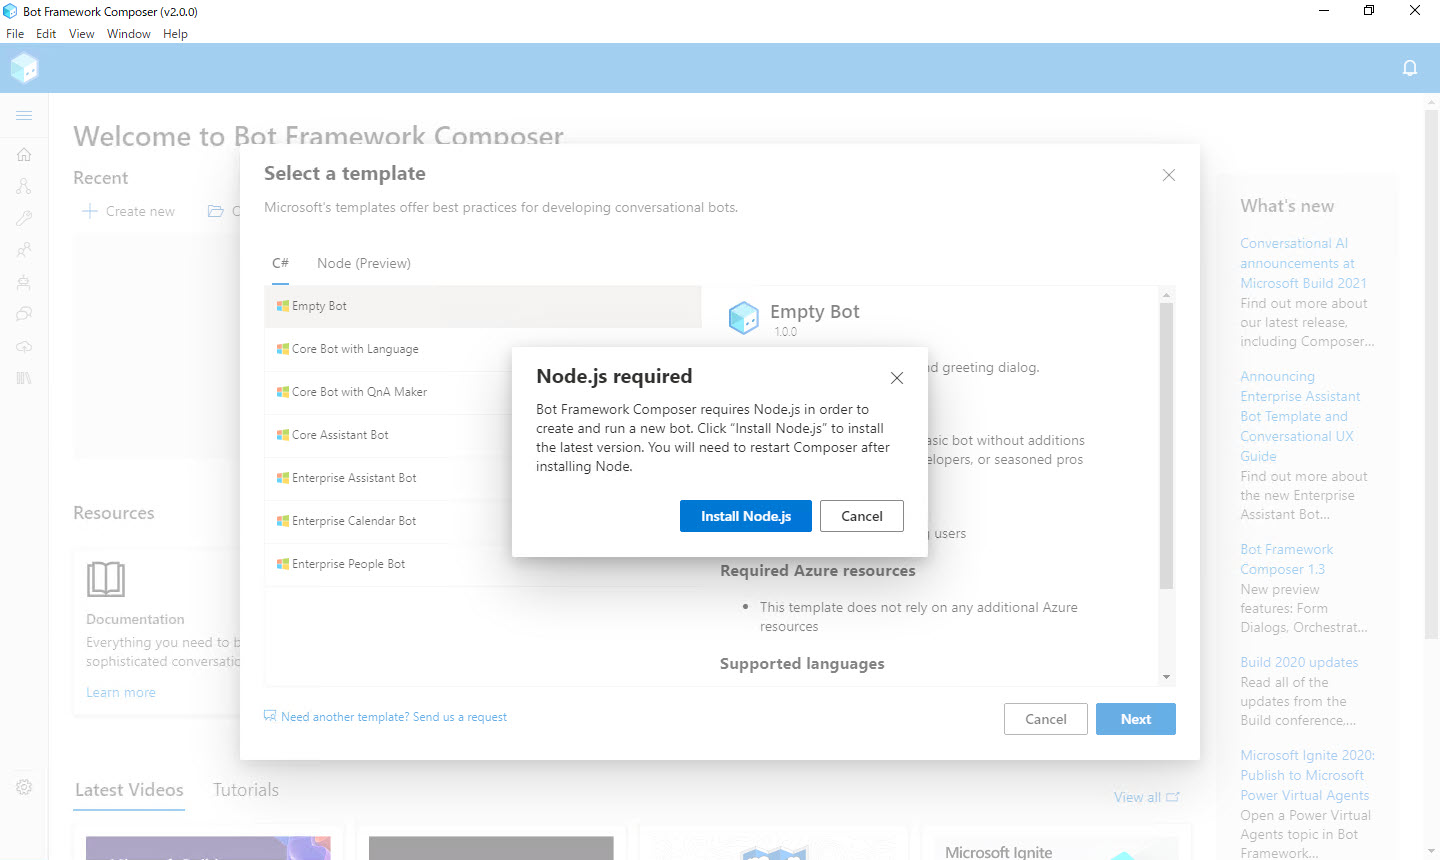 Bot Framework Composer (v2.0.0)
File Edit View Window Help
Welcome to Bot Framework Composer
Recent
Create new
Select a template
Microsoft's templates offer best practices for developing conversational bots.
C# Node (Preview)
Empty Bot
Core Bot with Language
Core Bot with QnA Maker
Core Assistant Bot
Enterprise Assistant Bot
Enterprise Calendar Bot
Enterprise People Bot
Empty Bot
1.0.0
greeting dialog.
bot without additions
or seasoned pros
users
Required Azure resources
• This template does not rely on any additional Azure
resources
Supported languages
Need another template? Send us a request
Cancel Next
Node.js required
Bot Framework Composer requires Node.js in order to
create and run a new bot. Click “Install Node.js” to install
the latest version. You will need to restart Composer after
installing Node.
Install Node.js Cancel
Resources
Documentation
Everything you need to b
sophisticated conversatio
Learn more
Latest Videos Tutorials
View all
Microsoft Ignite
What's new
Conversational AI
announcements at
Microsoft Build 2021
Find out more about
our latest release,
including Composer...
Announcing
Enterprise Assistant
Bot Template and
Conversational UX
Guide
Find out more about
the new Enterprise
Assistant Bot...
Bot Framework
Composer 1.3
New preview
features: Form
Dialogs, Orchestrat...
Build 2020 updates
Read all of the
updates from the
Build conference....
Microsoft Ignite 2020:
Publish to Microsoft
Power Virtual Agents
Open a Power Virtual
Agents topic in Bot
Framework...